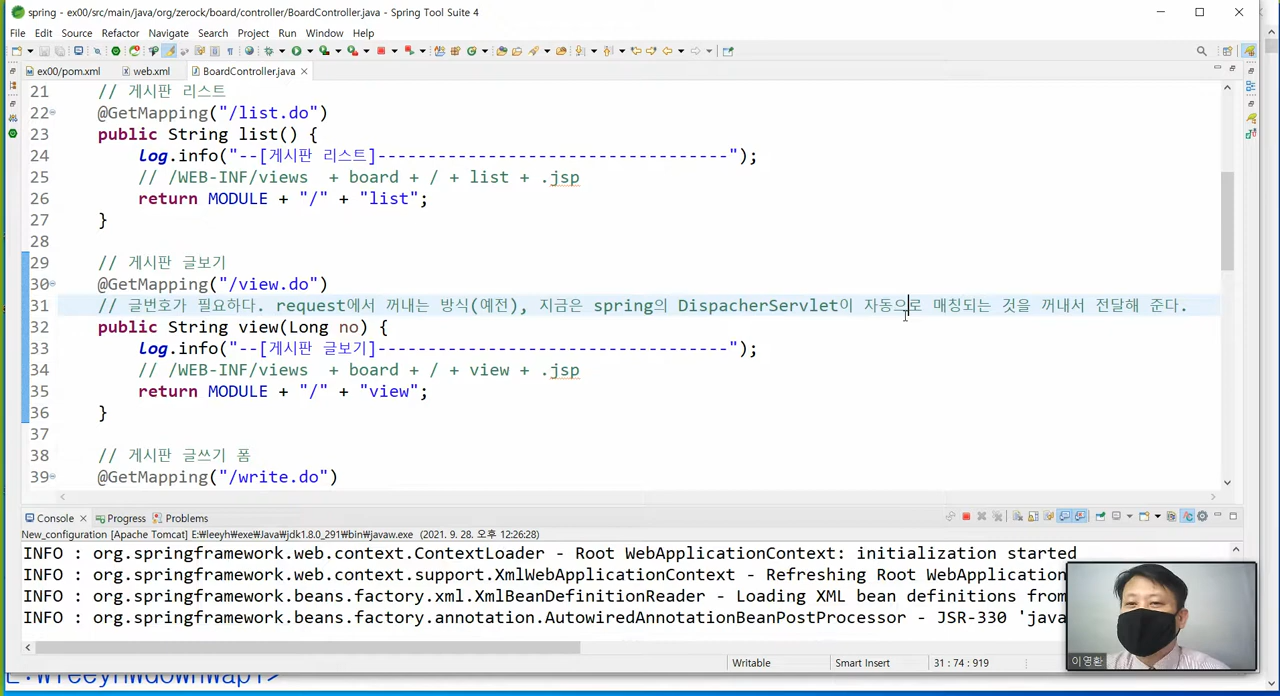 spring - ex00/src/main/java/org/zerock/board/controller/BoardController.java - Spring Tool Suite 4
File Edit Source Refactor Navigate Search Project Run Window Help
ex00/pom.xml web.xml BoardController.java
21 // 게시판 리스트
22 @GetMapping("/list.do")
23 public String list() {
24 log.info("--[게시판 리스트]-----------------------------------");
25 // /WEB-INF/views + board + / + list + .jsp
26 return MODULE + "/" + "list";
27 }
28
29 // 게시판 글보기
30 @GetMapping("/view.do")
31 // 글번호가 필요하다. request에서 꺼내는 방식(예전), 지금은 spring의 DispacherServlet이 자동으로 매칭되는 것을 꺼내서 전달해 준다.
32 public String view(Long no) {
33 log.info("--[게시판 글보기]-----------------------------------");
34 // /WEB-INF/views + board + / + view + .jsp
35 return MODULE + "/" + "view";
36 }
37
38 // 게시판 글쓰기 폼
39 @GetMapping("/write.do")
Console Progress Problems
New_configuration [Apache Tomcat] E:\leeyh\exe\Java\jdk1.8.0_291\bin\javaw.exe (2021. 9. 28. 오후 12:26:28)
INFO : org.springframework.web.context.ContextLoader - Root WebApplicationContext: initialization started
INFO : org.springframework.web.context.support.XmlWebApplicationContext - Refreshing Root WebApplication
INFO : org.springframework.beans.factory.xml.XmlBeanDefinitionReader - Loading XML bean definitions from
INFO : org.springframework.beans.factory.annotation.AutowiredAnnotationBeanPostProcessor - JSR-330 'java
이영환
Writable Smart Insert 31 : 74 : 919